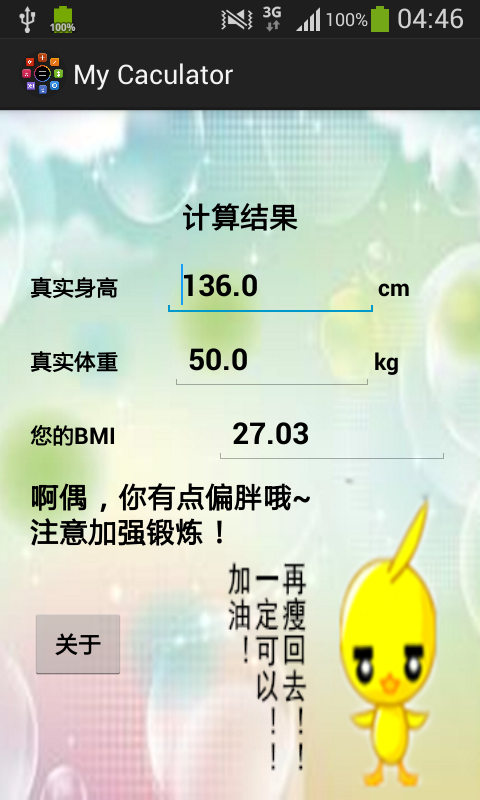 100%
3G
100%
04:46
My Caculator
计算结果
真实身高 136.0 cm
真实体重 50.0 kg
您的BMI 27.03
啊偶，你有点偏胖哦~
注意加强锻炼！
再瘦回去！！
一定可以！！
加油！
关于